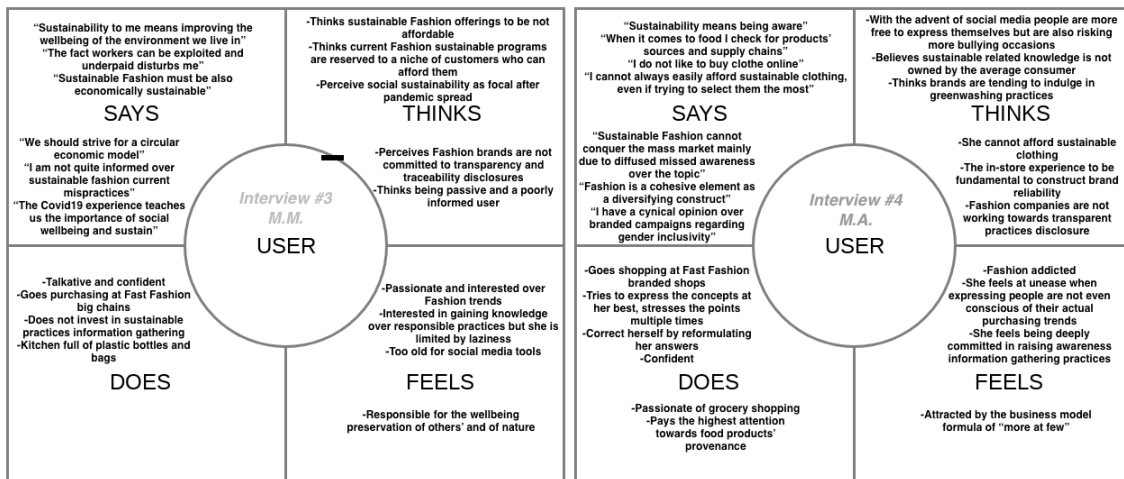 “Sustainability to me means improving the
wellbeing of the environment we live in”
“The fact workers can be exploited and
underpaid disturbs me”
“Sustainable Fashion must be also
economically sustainable”
SAYS
“We should strive for a circular
economic model”
“I am not quite informed over
sustainable fashion current
mispractices”
“The Covid19 experience teaches
us the importance of social
wellbeing and sustain”
-Thinks sustainable Fashion offerings to be not
affordable
-Thinks current Fashion sustainable programs
are reserved to a niche of customers who can
afford them
-Perceive social sustainability as focal after
pandemic spread
THINKS
-Perceives Fashion brands are not
committed to transparency and
traceability disclosures
-Thinks being passive and a poorly
informed user
Interview #3
M.M.
USER
-Talkative and confident
-Goes purchasing at Fast Fashion
big chains
-Does not invest in sustainable
practices information gathering
-Kitchen full of plastic bottles and
bags
DOES
-Passionate and interested over
Fashion trends
-Interested in gaining knowledge
over responsible practices but she is
limited by laziness
-Too old for social media tools
FEELS
-Responsible for the wellbeing
preservation of others’ and of nature
“Sustainability means being aware”
“When it comes to food I check for products’
sources and supply chains”
“I do not like to buy clothe online”
“I cannot always easily afford sustainable clothing,
even if trying to select them the most”
SAYS
“Sustainable Fashion cannot
conquer the mass market mainly
due to diffused missed awareness
over the topic”
“Fashion is a cohesive element as
a diversifying construct”
“I have a cynical opinion over
branded campaigns regarding
gender inclusivity”
-With the advent of social media people are more
free to express themselves but are also risking
more bullying occasions
-Believes sustainable related knowledge is not
owned by the average consumer
-Thinks brands are tending to indulge in
greenwashing practices
THINKS
-She cannot afford sustainable
clothing
-The in-store experience to be
fundamental to construct brand
reliability
-Fashion companies are not
working towards transparent
practices disclosure
Interview #4
M.A.
USER
-Goes shopping at Fast Fashion
branded shops
-Tries to express the concepts at
her best, stresses the points
multiple times
-Correct herself by reformulating
her answers
-Confident
DOES
-Passionate of grocery shopping
-Pays the highest attention
towards food products’
provenance
-Fashion addicted
-She feels at unease when
expressing people are not even
conscious of their actual
purchasing trends
-She feels being deeply
committed in raising awareness
information gathering practices
FEELS
-Attracted by the business model
formula of “more at few”